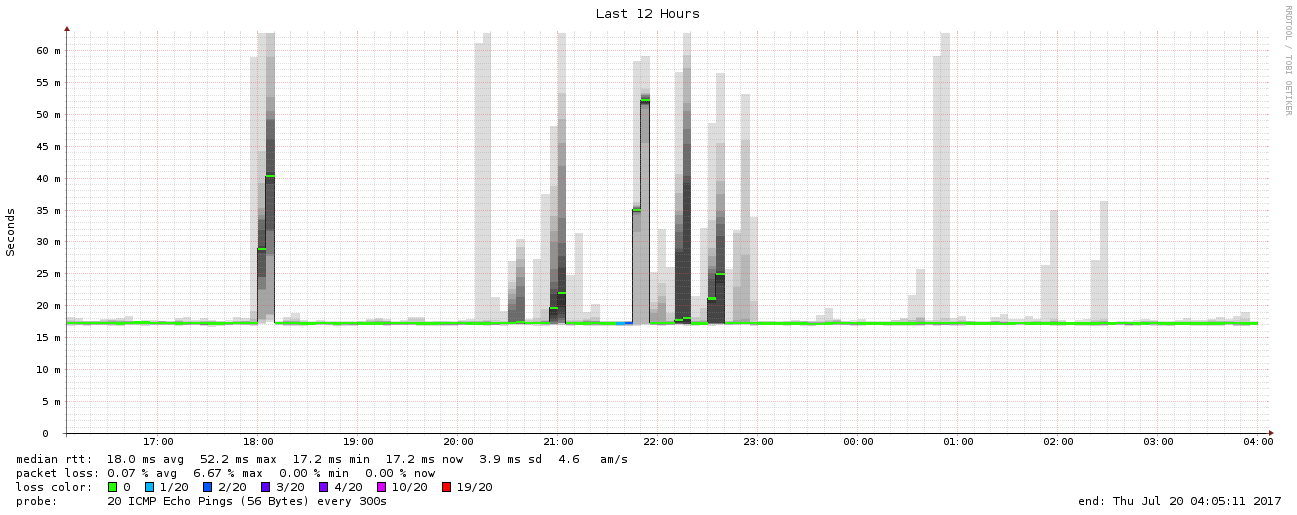 Last 12 Hours
RRDTOOL / TOBI OETIKER
Seconds
60 m
55 m
50 m
45 m
40 m
35 m
30 m
25 m
20 m
15 m
10 m
5 m
0
17:00 18:00 19:00 20:00 21:00 22:00 23:00 00:00 01:00 02:00 03:00 04:00
median rtt: 18.0 ms avg 52.2 ms max 17.2 ms min 17.2 ms now 3.9 ms sd 4.6 am/s
packet loss: 0.07 % avg 6.67 % max 0.00 % min 0.00 % now
loss color: 0 1/20 2/20 3/20 4/20 10/20 19/20
probe: 20 ICMP Echo Pings (56 Bytes) every 300s end: Thu Jul 20 04:05:11 2017